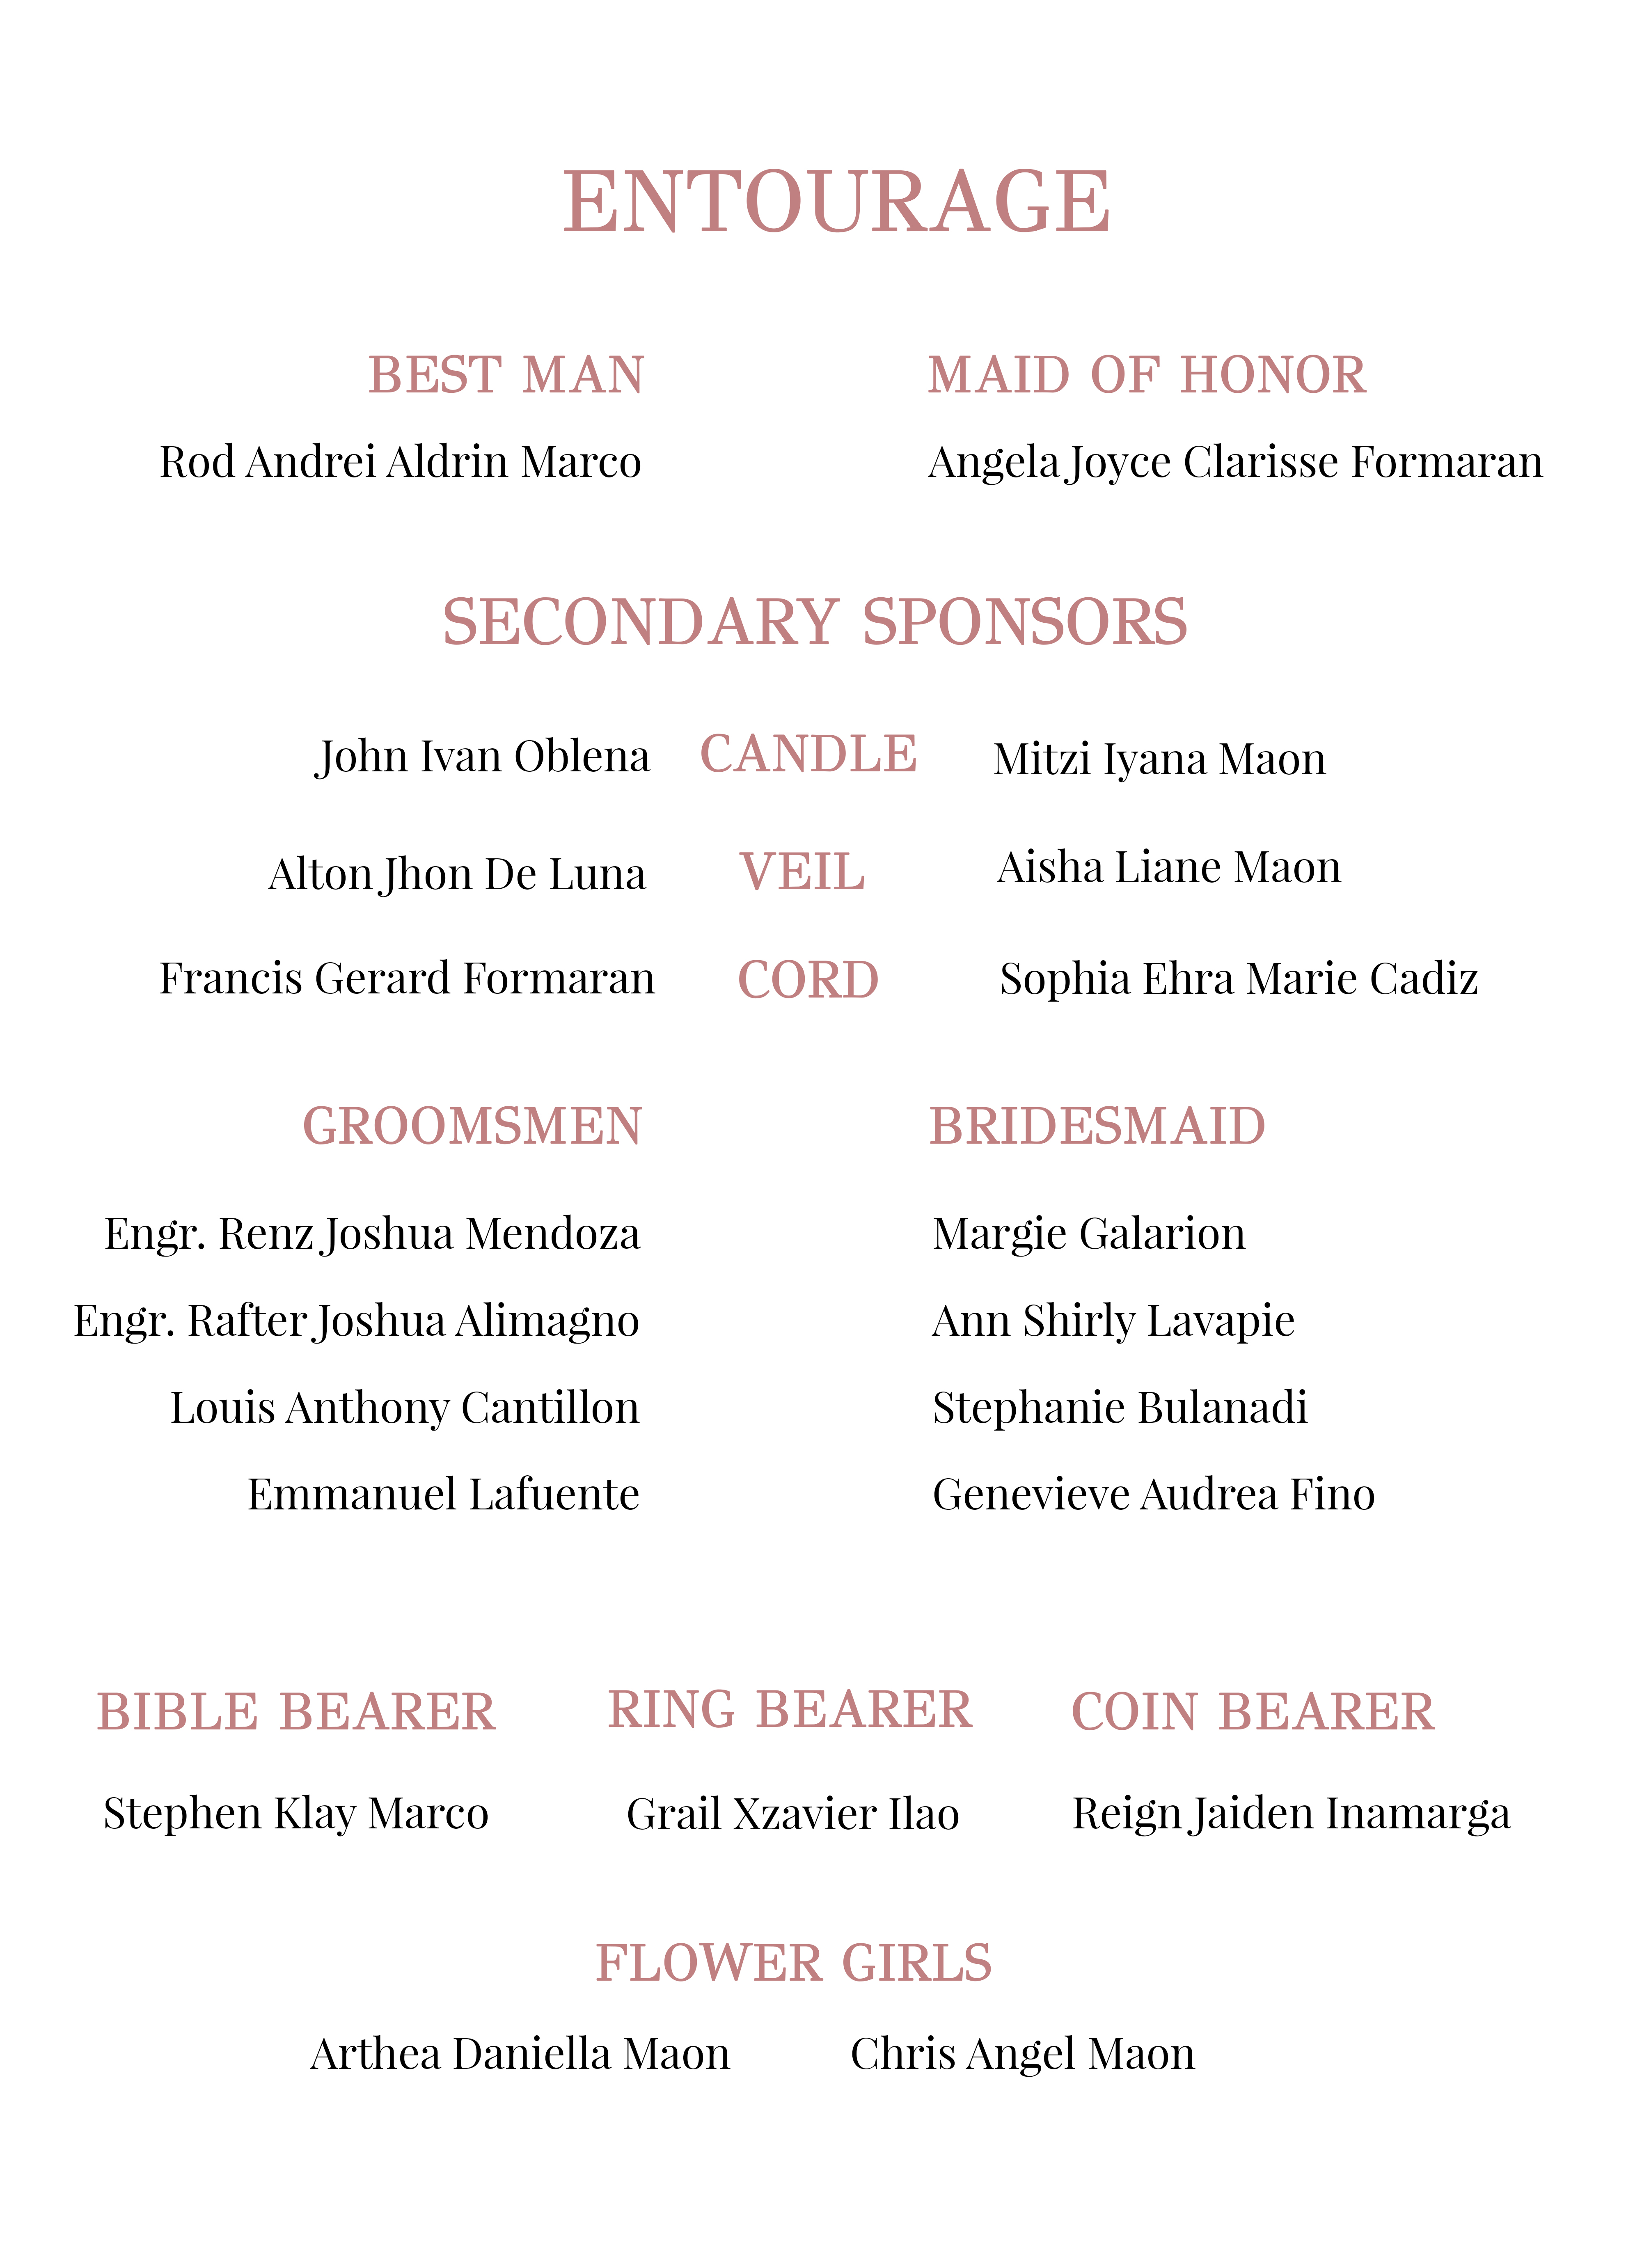 ENTOURAGE
BEST MAN
Rod Andrei Aldrin Marco
MAID OF HONOR
Angela Joyce Clarisse Formaran
SECONDARY SPONSORS
John Ivan Oblena CANDLE Mitzi Iyana Maon
Alton Jhon De Luna VEIL Aisha Liane Maon
Francis Gerard Formaran CORD Sophia Ehra Marie Cadiz
GROOMSMEN
Engr. Renz Joshua Mendoza
Engr. Rafter Joshua Alimagno
Louis Anthony Cantillon
Emmanuel Lafuente
BRIDESMAID
Margie Galarion
Ann Shirly Lavapie
Stephanie Bulanadi
Genevieve Audrea Fino
BIBLE BEARER
Stephen Klay Marco
RING BEARER
Grail Xzavier Ilao
COIN BEARER
Reign Jaiden Inamarga
FLOWER GIRLS
Arthea Daniella Maon Chris Angel Maon